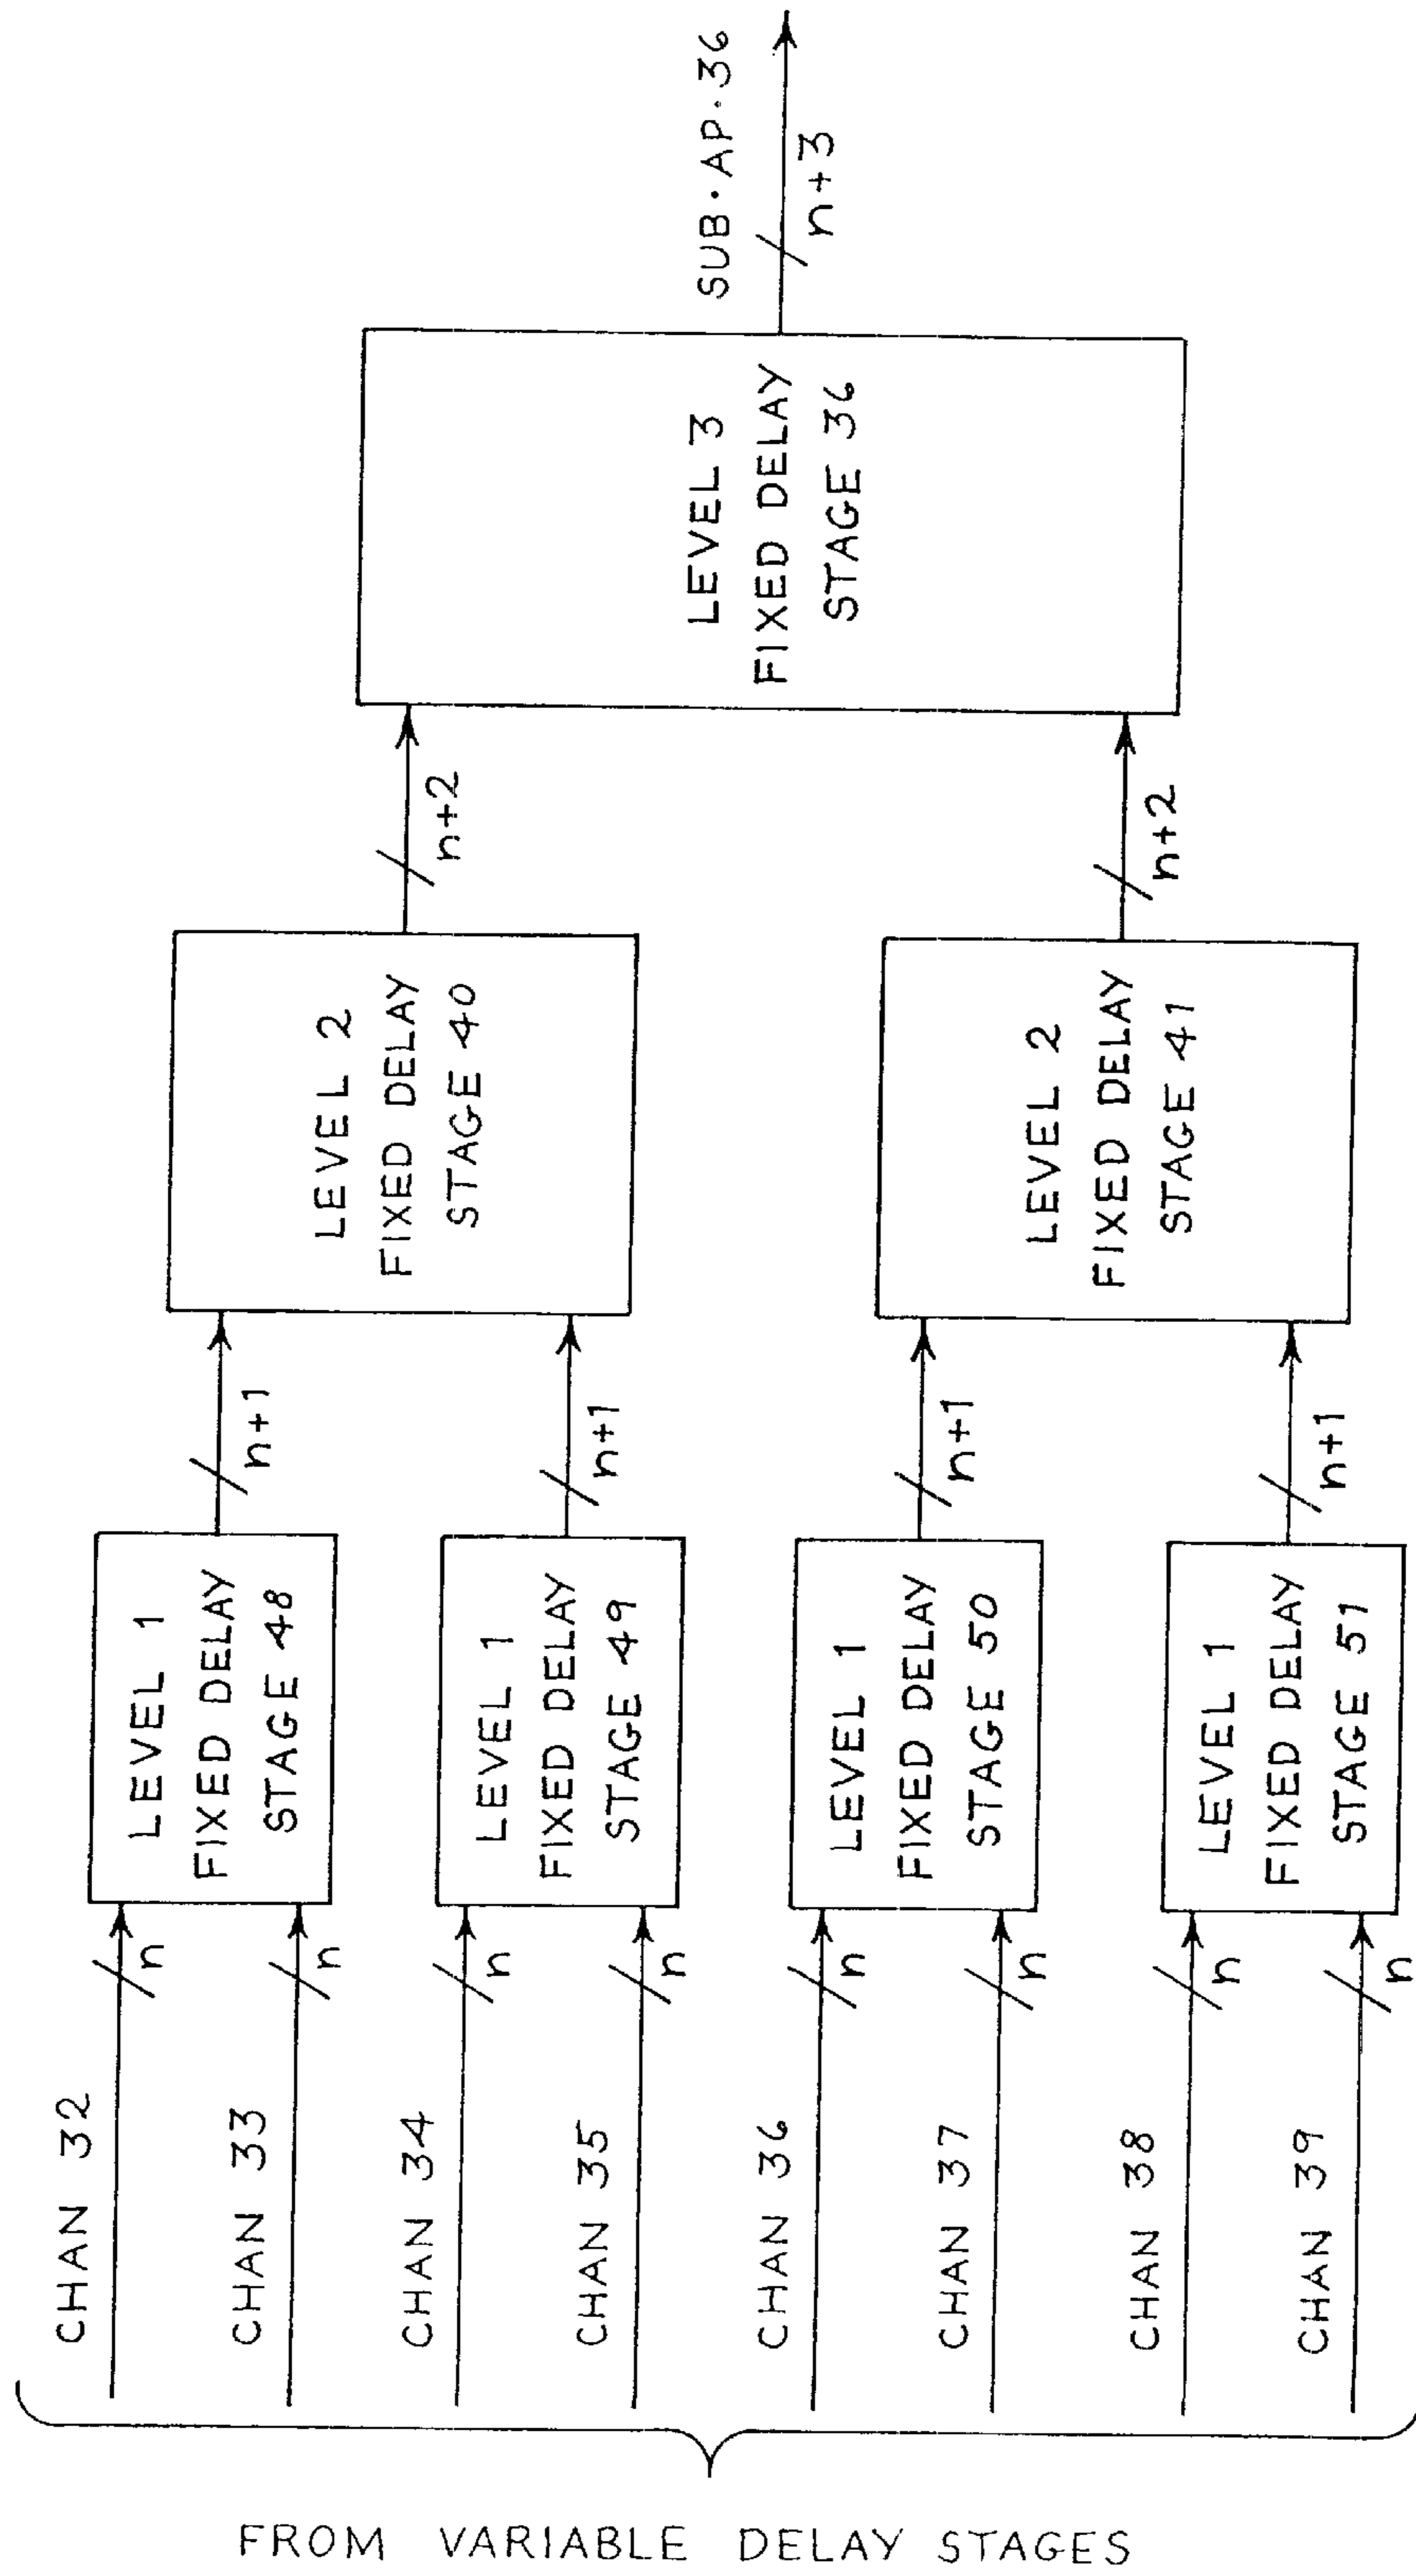 FROM VARIABLE DELAY STAGES
CHAN 32
n
CHAN 33
n
CHAN 34
n
CHAN 35
n
CHAN 36
n
CHAN 37
n
CHAN 38
n
CHAN 39
n
LEVEL 1
FIXED DELAY
STAGE 48
n+1
LEVEL 1
FIXED DELAY
STAGE 49
n+1
LEVEL 1
FIXED DELAY
STAGE 50
n+1
LEVEL 1
FIXED DELAY
STAGE 51
n+1
LEVEL 2
FIXED DELAY
STAGE 40
n+2
LEVEL 2
FIXED DELAY
STAGE 41
n+2
LEVEL 3
FIXED DELAY
STAGE 36
SUB·AP·36
n+3